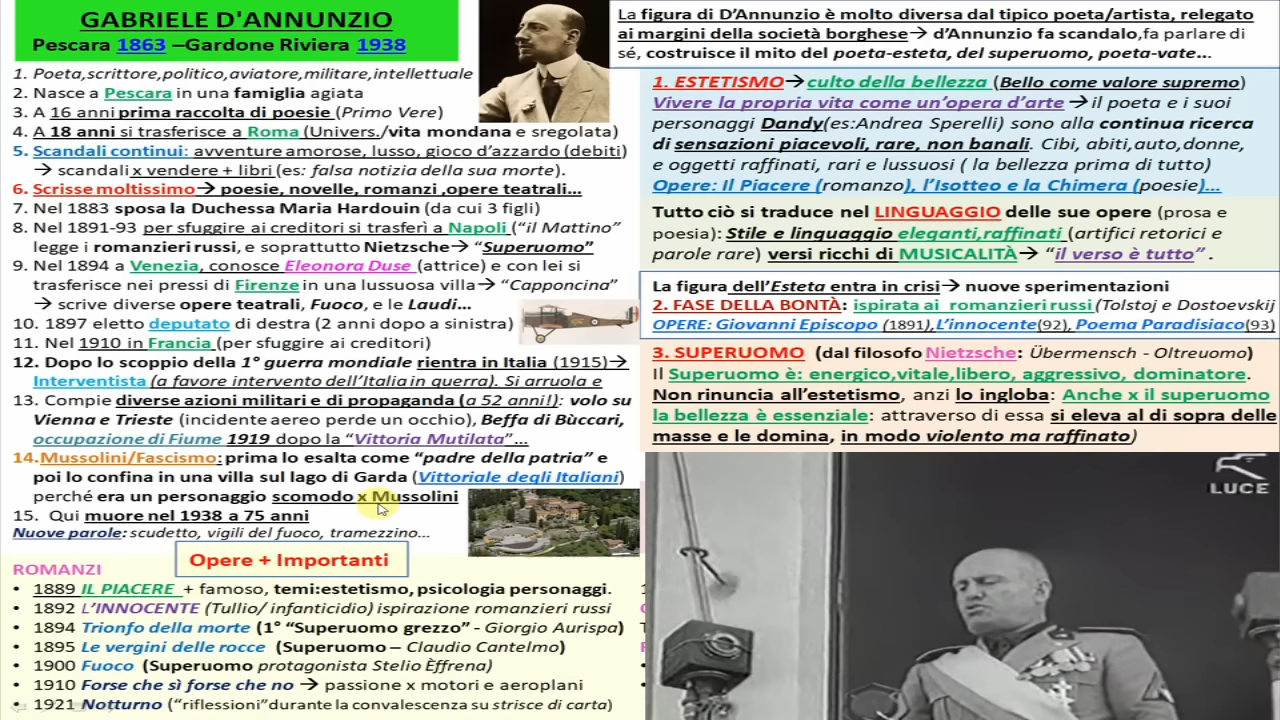 GABRIELE D'ANNUNZIO
Pescara 1863 –Gardone Riviera 1938
1. Poeta,scrittore,politico,aviatore,militare,intellettuale
2. Nasce a Pescara in una famiglia agiata
3. A 16 anni prima raccolta di poesie (Primo Vere)
4. A 18 anni si trasferisce a Roma (Univers./vita mondana e sregolata)
5. Scandali continui: avventure amorose, lusso, gioco d'azzardo (debiti)
→ scandali x vendere + libri (es: falsa notizia della sua morte).
6. Scrisse moltissimo→ poesie, novelle, romanzi ,opere teatrali…
7. Nel 1883 sposa la Duchessa Maria Hardouin (da cui 3 figli)
8. Nel 1891-93 per sfuggire ai creditori si trasferì a Napoli ("il Mattino"
legge i romanzieri russi, e soprattutto Nietzsche→ "Superuomo"
9. Nel 1894 a Venezia, conosce Eleonora Duse (attrice) e con lei si
trasferisce nei pressi di Firenze in una lussuosa villa→ "Capponcina"
→ scrive diverse opere teatrali, Fuoco, e le Laudi…
10. 1897 eletto deputato di destra (2 anni dopo a sinistra)
11. Nel 1910 in Francia (per sfuggire ai creditori)
12. Dopo lo scoppio della 1° guerra mondiale rientra in Italia (1915)→
Interventista (a favore intervento dell'Italia in guerra). Si arruola e
13. Compie diverse azioni militari e di propaganda (a 52 anni!): volo su
Vienna e Trieste (incidente aereo perde un occhio), Beffa di Bùccari,
occupazione di Fiume 1919 dopo la "Vittoria Mutilata"…
14.Mussolini/Fascismo: prima lo esalta come "padre della patria" e
poi lo confina in una villa sul lago di Garda (Vittoriale degli Italiani)
perché era un personaggio scomodo x Mussolini
15. Qui muore nel 1938 a 75 anni
Nuove parole: scudetto, vigili del fuoco, tramezzino…
Opere + Importanti
ROMANZI
• 1889 IL PIACERE + famoso, temi:estetismo, psicologia personaggi.
• 1892 L'INNOCENTE (Tullio/ infanticidio) ispirazione romanzieri russi
• 1894 Trionfo della morte (1° "Superuomo grezzo" - Giorgio Aurispa)
• 1895 Le vergini delle rocce (Superuomo – Claudio Cantelmo)
• 1900 Fuoco (Superuomo protagonista Stelio Èffrena)
• 1910 Forse che sì forse che no → passione x motori e aeroplani
• 1921 Notturno ("riflessioni"durante la convalescenza su strisce di carta)
La figura di D'Annunzio è molto diversa dal tipico poeta/artista, relegato
ai margini della società borghese→ d'Annunzio fa scandalo,fa parlare di
sé, costruisce il mito del poeta-esteta, del superuomo, poeta-vate…
1. ESTETISMO→culto della bellezza (Bello come valore supremo)
Vivere la propria vita come un'opera d'arte →il poeta e i suoi
personaggi Dandy(es:Andrea Sperelli) sono alla continua ricerca
di sensazioni piacevoli, rare, non banali. Cibi, abiti,auto,donne,
e oggetti raffinati, rari e lussuosi ( la bellezza prima di tutto)
Opere: Il Piacere (romanzo), l'Isotteo e la Chimera (poesie)…
Tutto ciò si traduce nel LINGUAGGIO delle sue opere (prosa e
poesia): Stile e linguaggio eleganti,raffinati (artifici retorici e
parole rare) versi ricchi di MUSICALITÀ→ "il verso è tutto" .
La figura dell'Esteta entra in crisi→ nuove sperimentazioni
2. FASE DELLA BONTÀ: ispirata ai romanzieri russi (Tolstoj e Dostoevskij
OPERE: Giovanni Episcopo (1891),L'innocente(92), Poema Paradisiaco(93)
3. SUPERUOMO (dal filosofo Nietzsche: Übermensch - Oltreuomo)
Il Superuomo è: energico,vitale,libero, aggressivo, dominatore.
Non rinuncia all'estetismo, anzi lo ingloba: Anche x il superuomo
la bellezza è essenziale: attraverso di essa si eleva al di sopra delle
masse e le domina, in modo violento ma raffinato)
LUCE